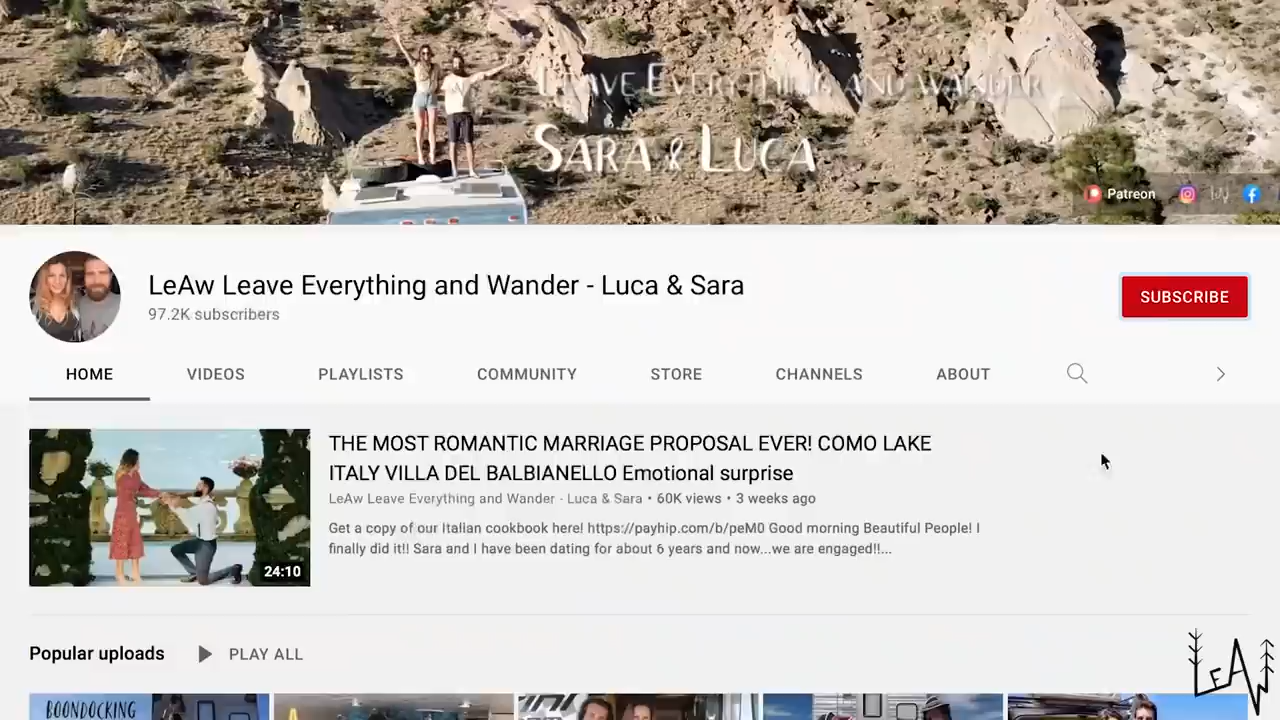 LEAVE EVERYTHING AND WANDER
SARA & LUCA
Patreon
LeAw Leave Everything and Wander - Luca & Sara
97.2K subscribers
SUBSCRIBE
HOME VIDEOS PLAYLISTS COMMUNITY STORE CHANNELS ABOUT
THE MOST ROMANTIC MARRIAGE PROPOSAL EVER! COMO LAKE
ITALY VILLA DEL BALBIANELLO Emotional surprise
LeAw Leave Everything and Wander - Luca & Sara • 60K views • 3 weeks ago
Get a copy of our Italian cookbook here! https://payhip.com/b/peM0 Good morning Beautiful People! I
finally did it!! Sara and I have been dating for about 6 years and now...we are engaged!!...
24:10
Popular uploads PLAY ALL
BOONDOCKING
LEAW